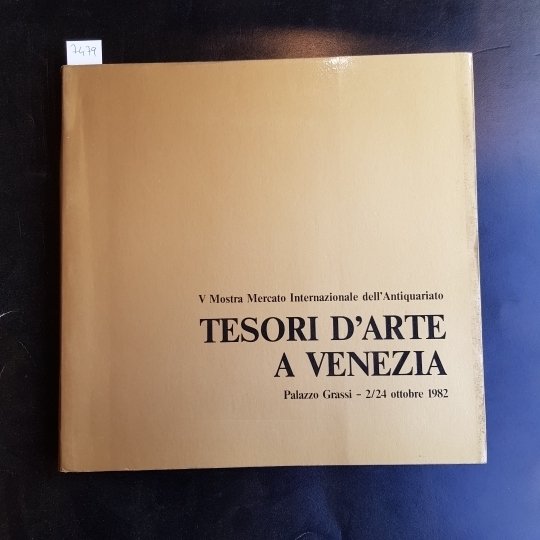 7479
V Mostra Mercato Internazionale dell'Antiquariato
TESORI D'ARTE
A VENEZIA
Palazzo Grassi - 2/24 ottobre 1982